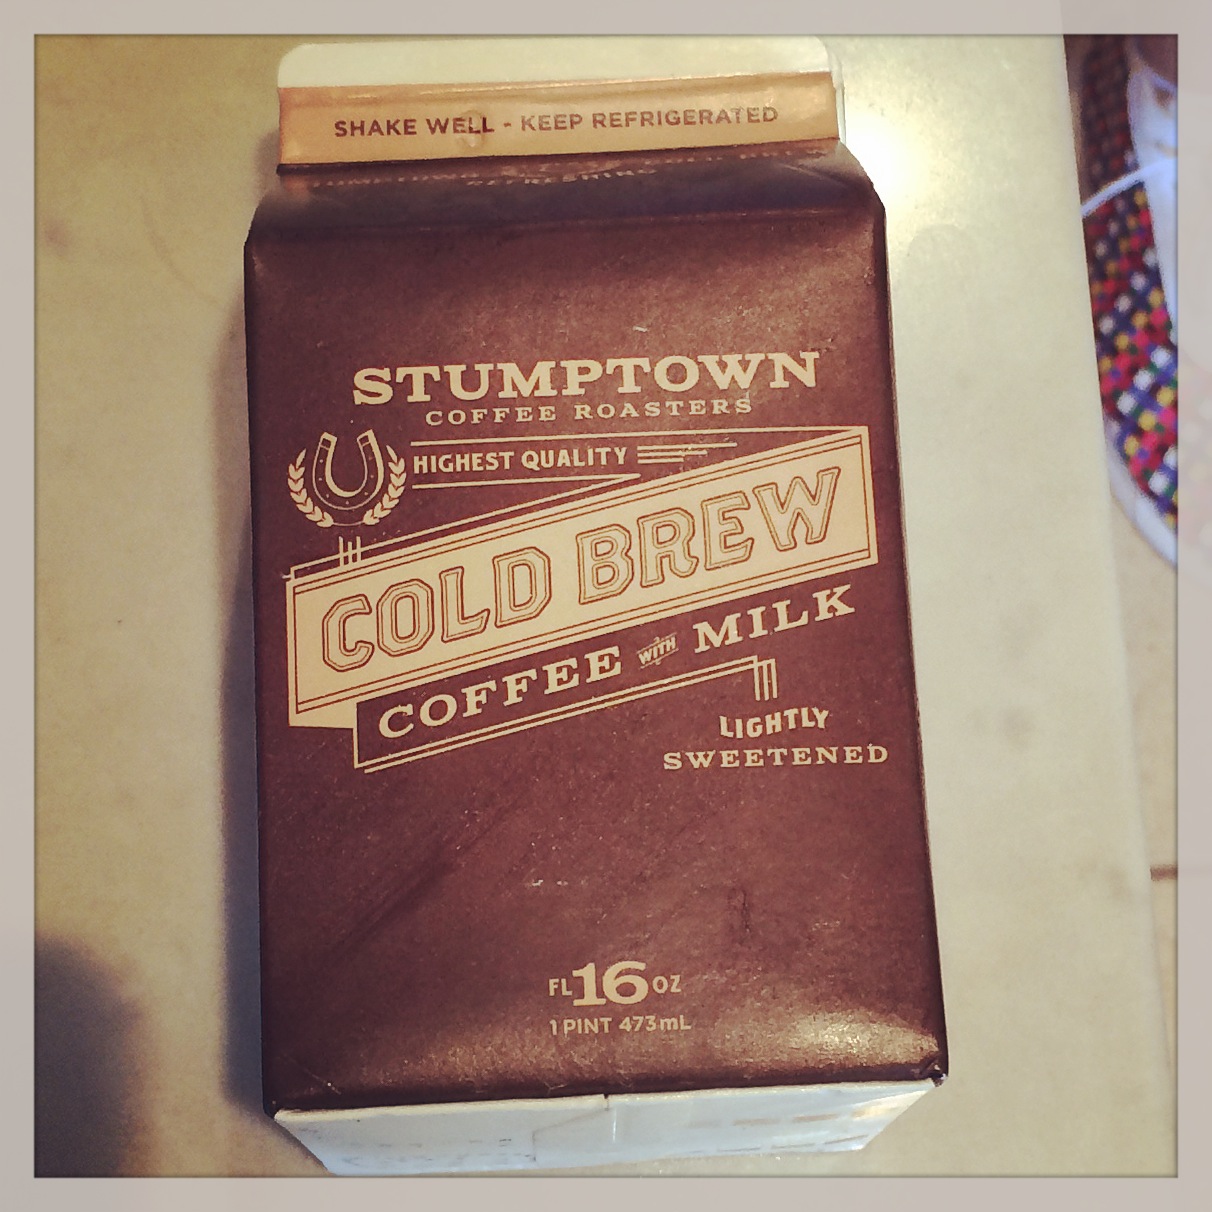 SHAKE WELL - KEEP REFRIGERATED
REFRESHING
STUMPTOWN
COFFEE ROASTERS
HIGHEST QUALITY
COLD BREW
COFFEE WITH MILK
LIGHTLY
SWEETENED
FL 16 OZ
1 PINT 473mL